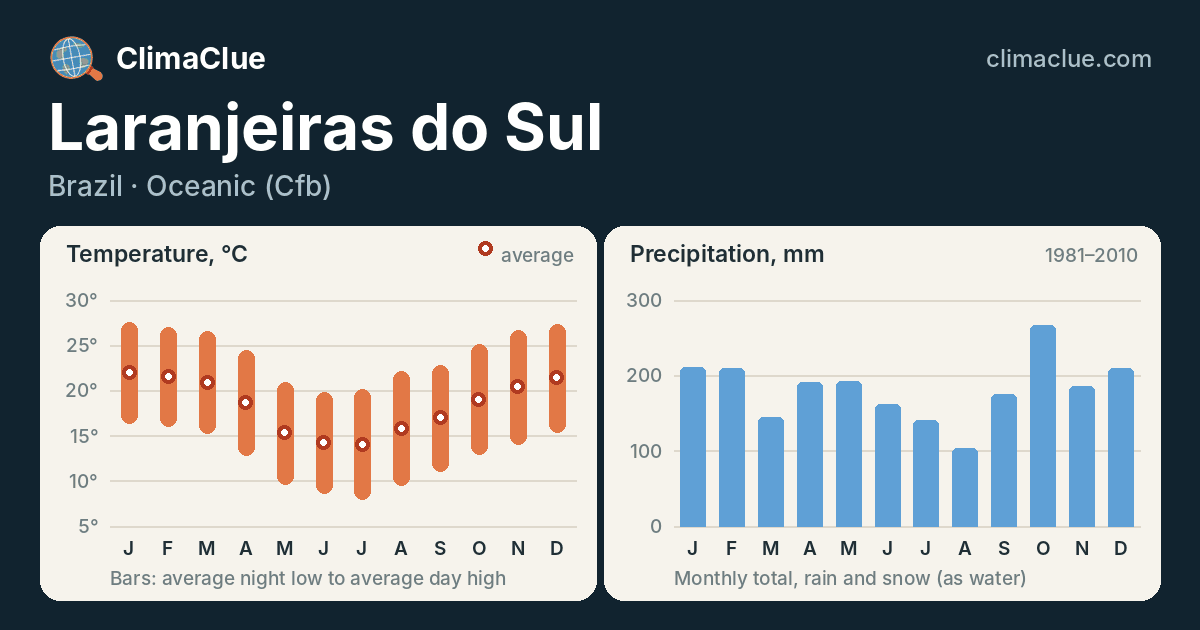 ClimaClue
climaclue.com
Laranjeiras do Sul
Brazil · Oceanic (Cfb)
Temperature, °C
average
30°
25°
20°
15°
10°
5°
J F M A M J J A S O N D
Bars: average night low to average day high
Precipitation, mm
1981–2010
300
200
100
0
J F M A M J J A S O N D
Monthly total, rain and snow (as water)